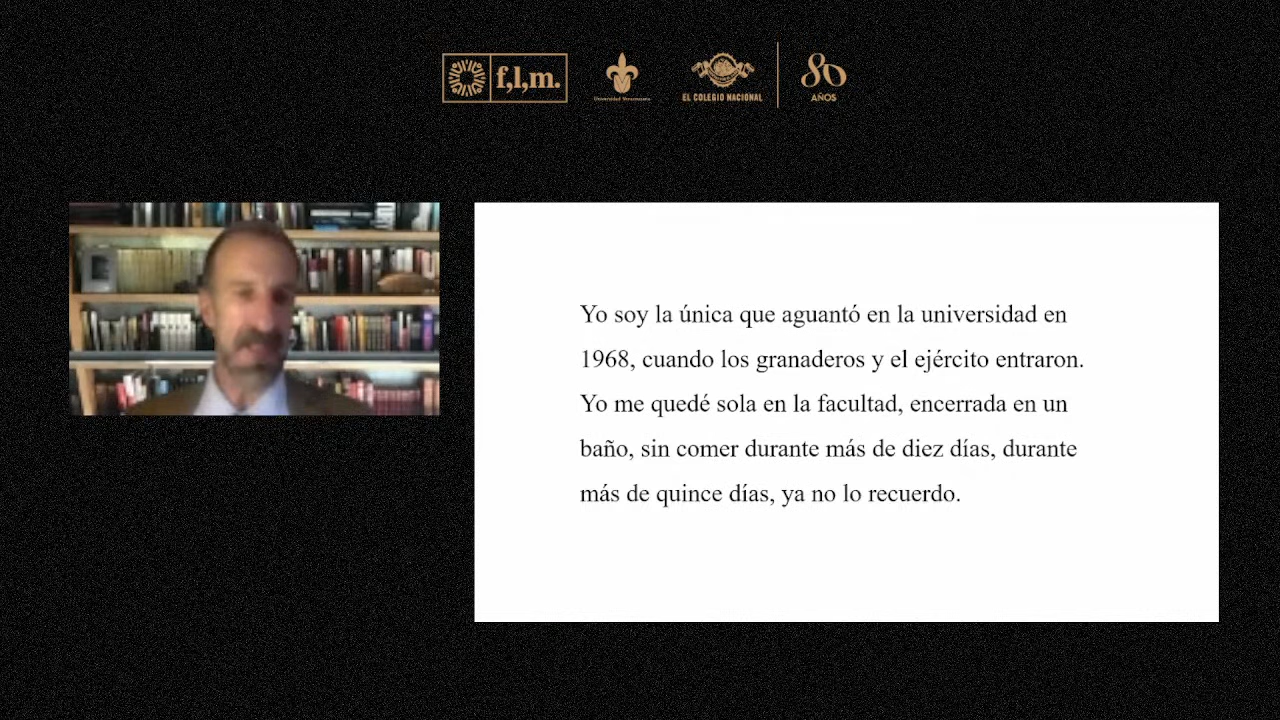 f,l,m.
Universidad Veracruzana
EL COLEGIO NACIONAL
80
AÑOS
Yo soy la única que aguantó en la universidad en
1968, cuando los granaderos y el ejército entraron.
Yo me quedé sola en la facultad, encerrada en un
baño, sin comer durante más de diez días, durante
más de quince días, ya no lo recuerdo.